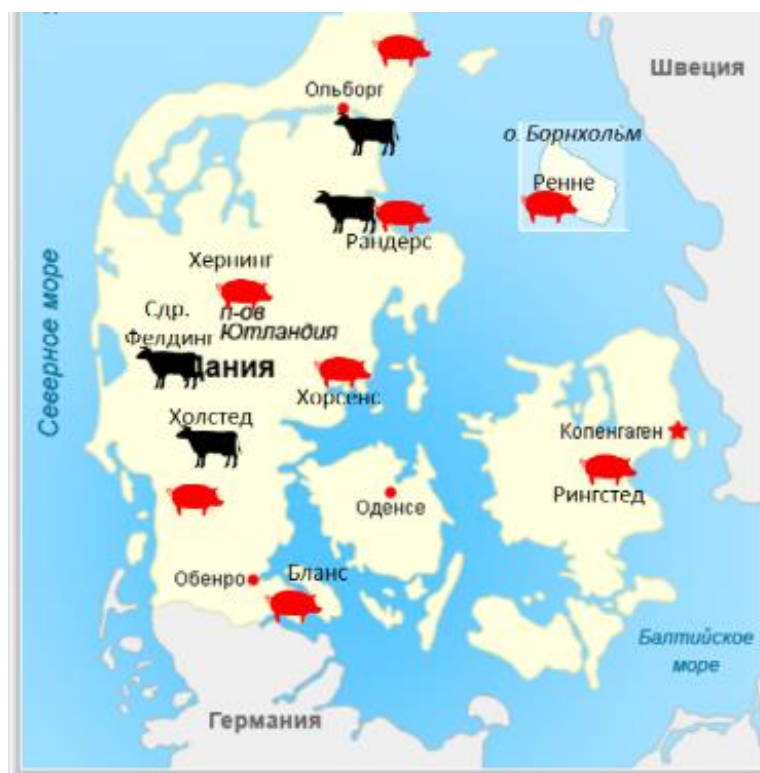 Швеция
Ольборг
о. Борнхольм
Ренне
Рэндерс
Хернинг
Сдр.
Фелдинг
п-ов
Ютландия
Северное море
Дания
Хорсенс
Холстед
Копенгаген
Рингстед
Оденсе
Обенро
Бланс
Балтийское
море
Германия